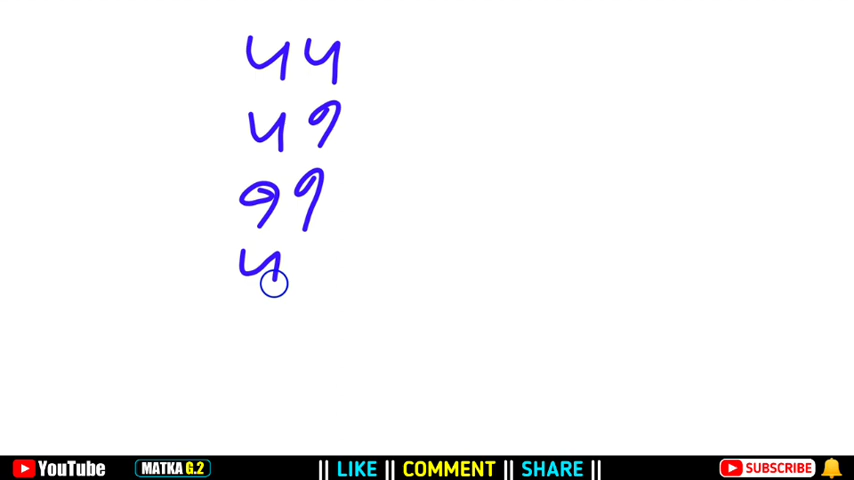 44
49
99
4
YouTube MATKA G.2 || LIKE || COMMENT || SHARE || SUBSCRIBE